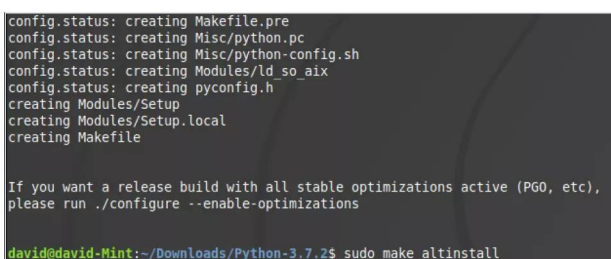 config.status: creating Makefile.pre
config.status: creating Misc/python.pc
config.status: creating Misc/python-config.sh
config.status: creating Modules/ld_so_aix
config.status: creating pyconfig.h
creating Modules/Setup
creating Modules/Setup.local
creating Makefile
If you want a release build with all stable optimizations active (PGO, etc),
please run ./configure --enable-optimizations
david@david-Mint:~/Downloads/Python-3.7.2$ sudo make altinstall